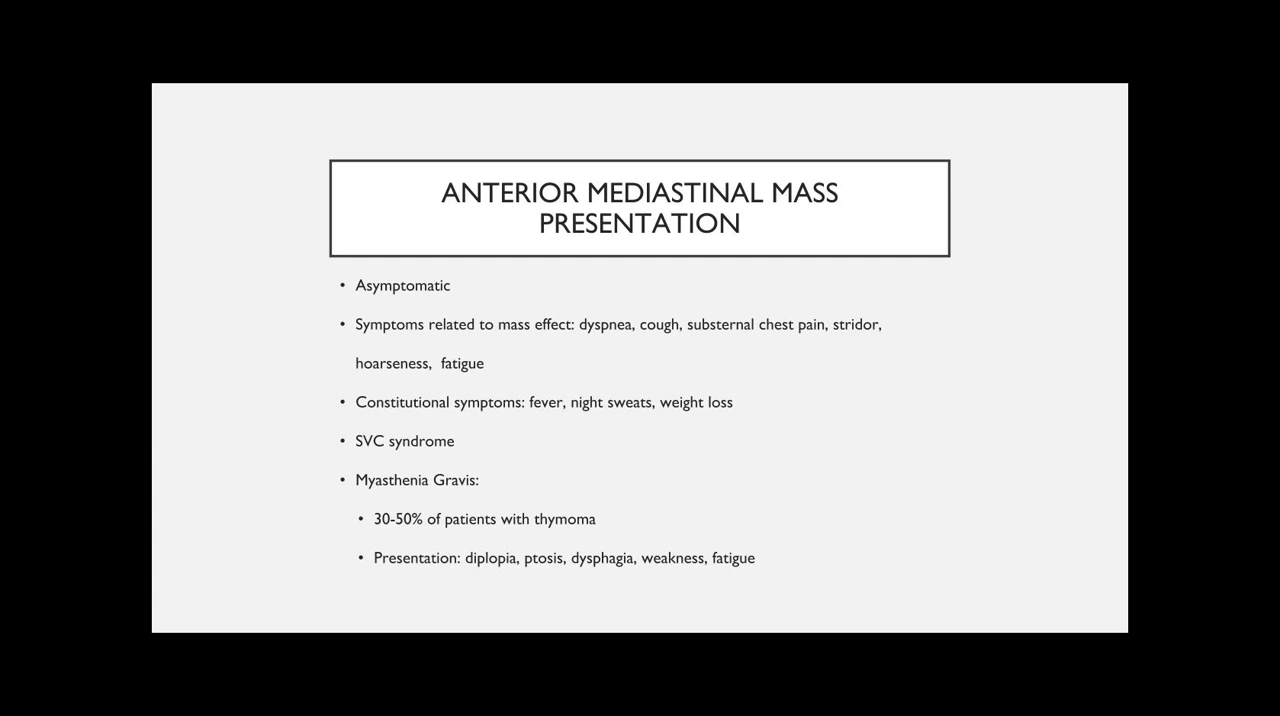 ANTERIOR MEDIASTINAL MASS
PRESENTATION
• Asymptomatic
• Symptoms related to mass effect: dyspnea, cough, substernal chest pain, stridor,
hoarseness,  fatigue
• Constitutional symptoms: fever, night sweats, weight loss
• SVC syndrome
• Myasthenia Gravis:
• 30-50% of patients with thymoma
• Presentation: diplopia, ptosis, dysphagia, weakness, fatigue